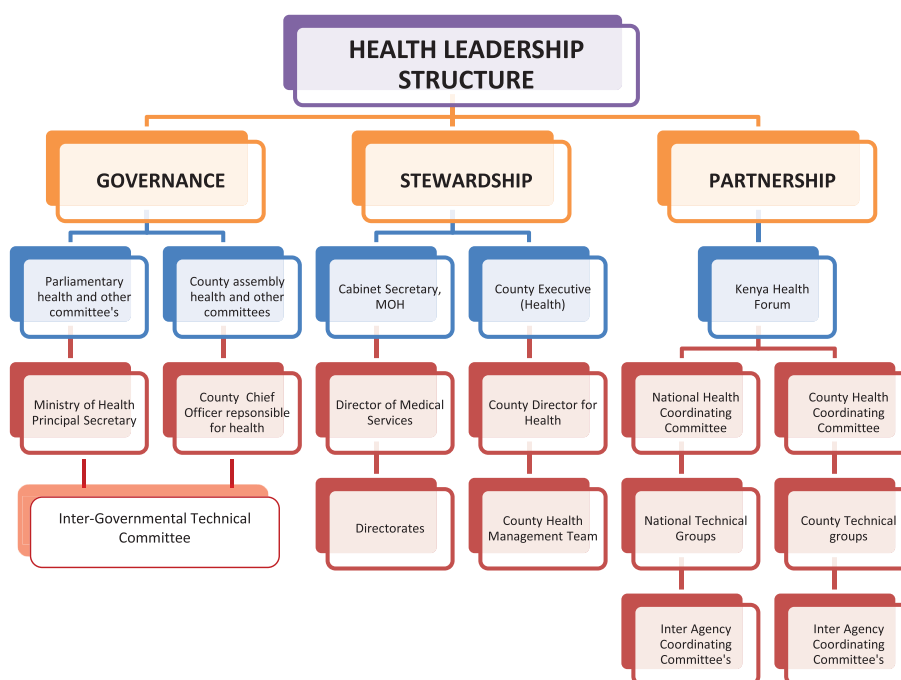 HEALTH LEADERSHIP
STRUCTURE
GOVERNANCE
STEWARDSHIP
PARTNERSHIP
Parliamentary
health and other
committee's
County assembly
health and other
committees
Cabinet Secretary,
MOH
County Executive
(Health)
Kenya Health
Forum
Ministry of Health
Principal Secretary
County Chief
Officer repsonsible
for health
Director of Medical
Services
County Director for
Health
National Health
Coordinating
Committee
County Health
Coordinating
Committee
Inter-Governmental Technical
Committee
Directorates
County Health
Management Team
National Technical
Groups
County Technical
groups
Inter Agency
Coordinating
Committee's
Inter Agency
Coordinating
Committee's